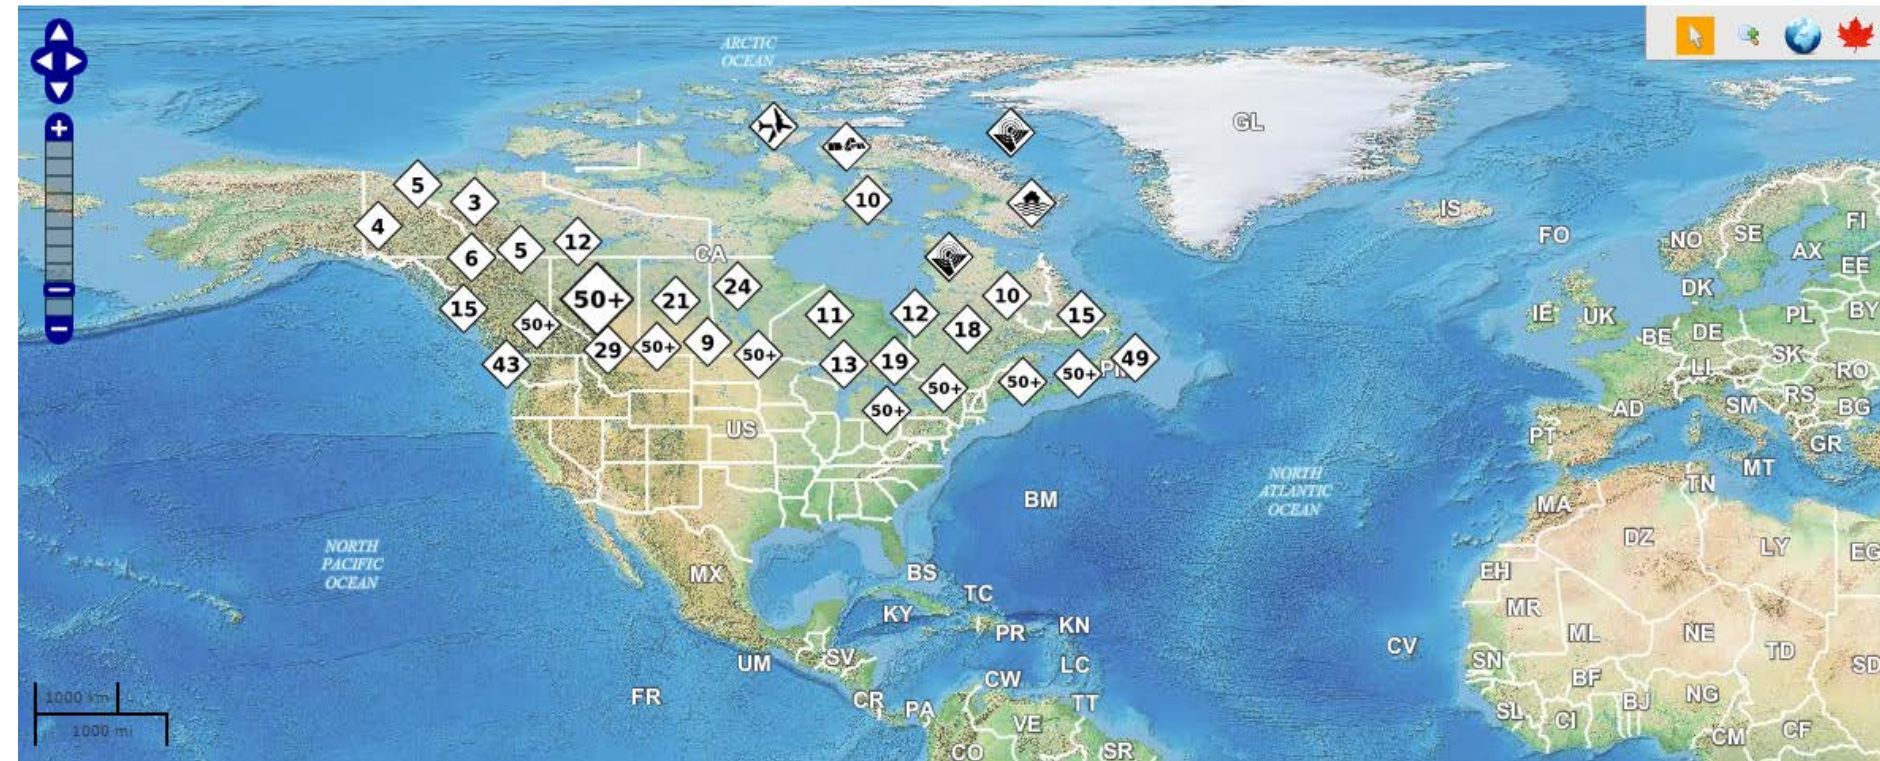 ARCTIC
OCEAN
GL
5
3
10
4
12
5
6
CA
IS
FO
NO
SE
FI
AX
EE
50+
21
24
10
15
50+
11
12
18
15
DK
IE
UK
PL
BY
BE
DE
43
29
50+
9
50+
13
19
50+
50+
50+
49
LI
SK
RO
50+
US
AD
SM
RS
BG
PT
GR
MT
NORTH
ATLANTIC
OCEAN
BM
TN
MA
DZ
LY
EG
NORTH
PACIFIC
OCEAN
MX
BS
EH
TC
KY
MR
PR
KN
ML
NE
CV
TD
UM
SV
LC
SN
SD
CW
BF
1000 km
FR
CR
PA
TT
NG
BJ
SL
CI
1000 mi
VE
CF
CM
CO
SR